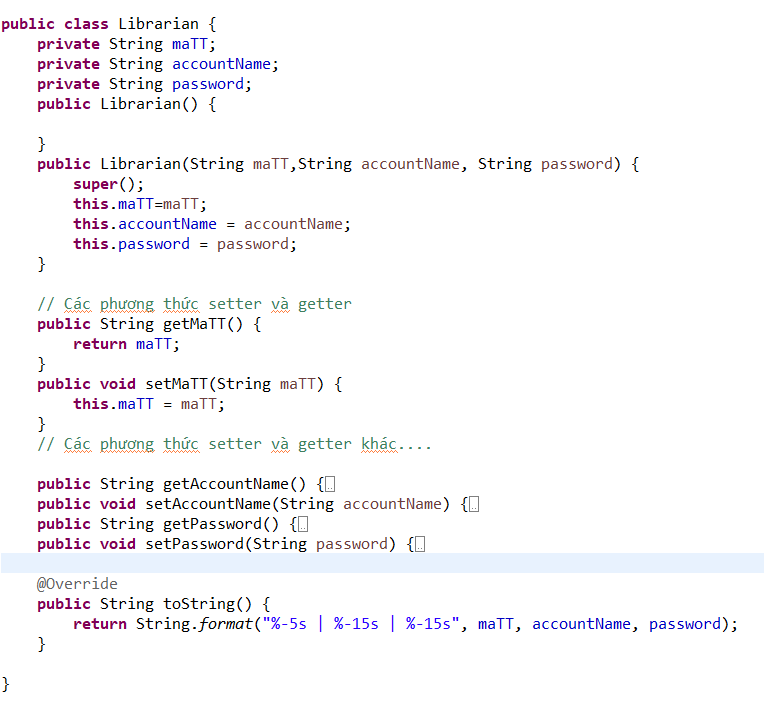 public class Librarian {
    private String maTT;
    private String accountName;
    private String password;
    public Librarian() {

    }
    public Librarian(String maTT,String accountName, String password) {
        super();
        this.maTT=maTT;
        this.accountName = accountName;
        this.password = password;
    }

    // Các phương thức setter và getter
    public String getMaTT() {
        return maTT;
    }
    public void setMaTT(String maTT) {
        this.maTT = maTT;
    }
    // Các phương thức setter và getter khác....

    public String getAccountName() {
    public void setAccountName(String accountName) {
    public String getPassword() {
    public void setPassword(String password) {

    @Override
    public String toString() {
        return String.format("%-5s | %-15s | %-15s", maTT, accountName, password);
    }

}